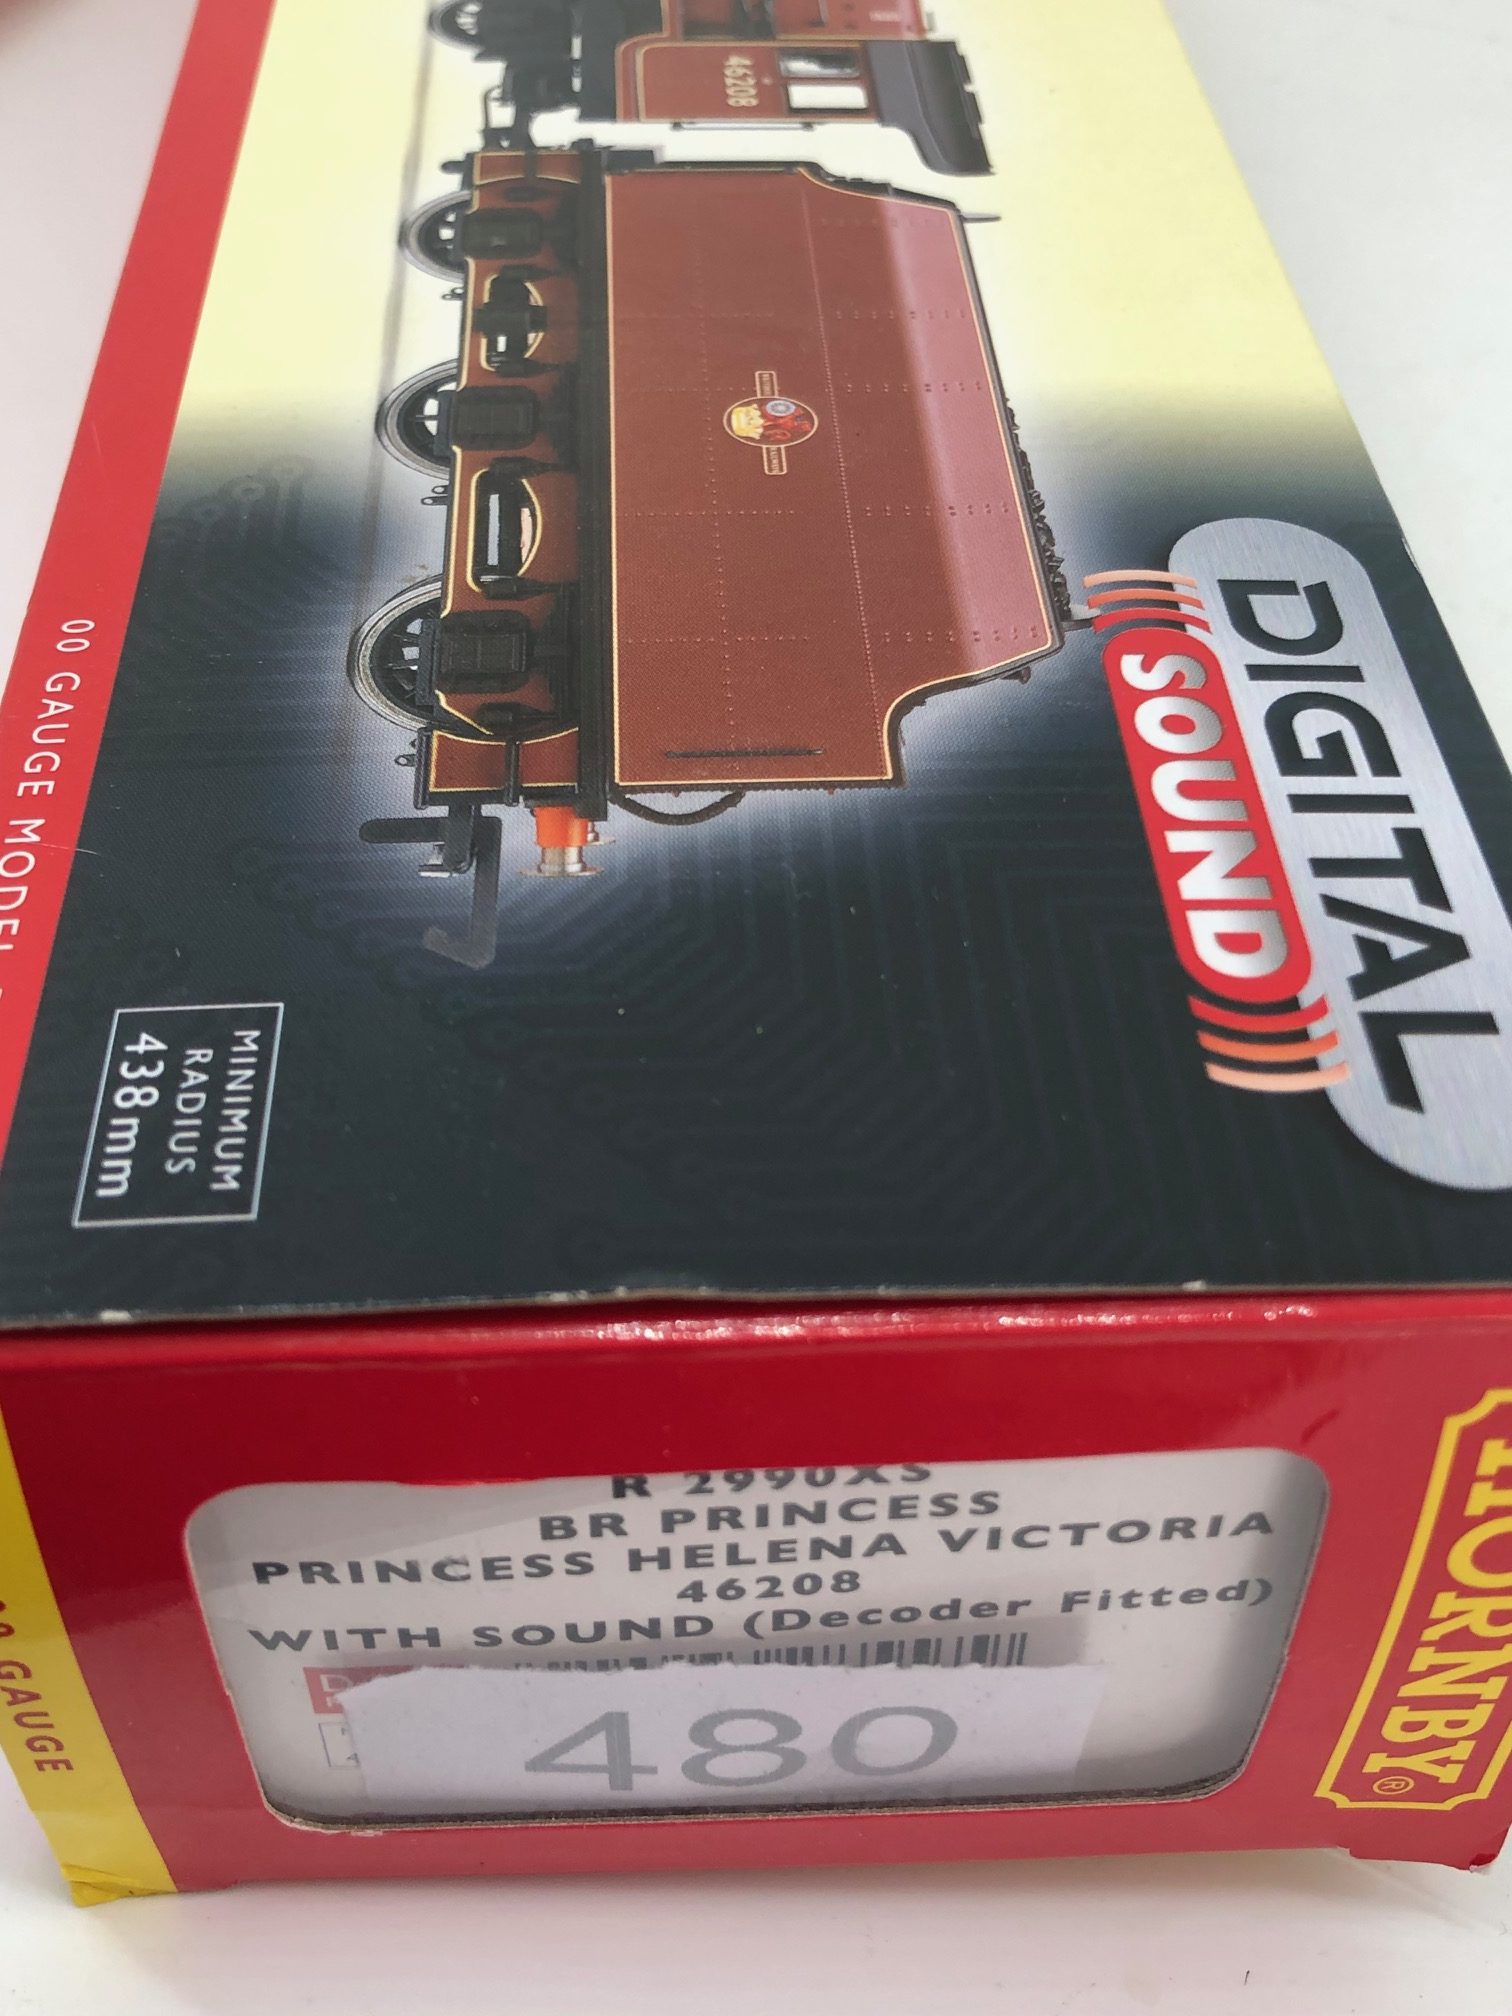 46208
DIGITAL
SOUND
00 GAUGE MODEL
MINIMUM
RADIUS
438mm
HORNBY®
R 2990XS
BR PRINCESS
PRINCESS HELENA VICTORIA
46208
WITH SOUND (Decoder Fitted)
480
GAUGE